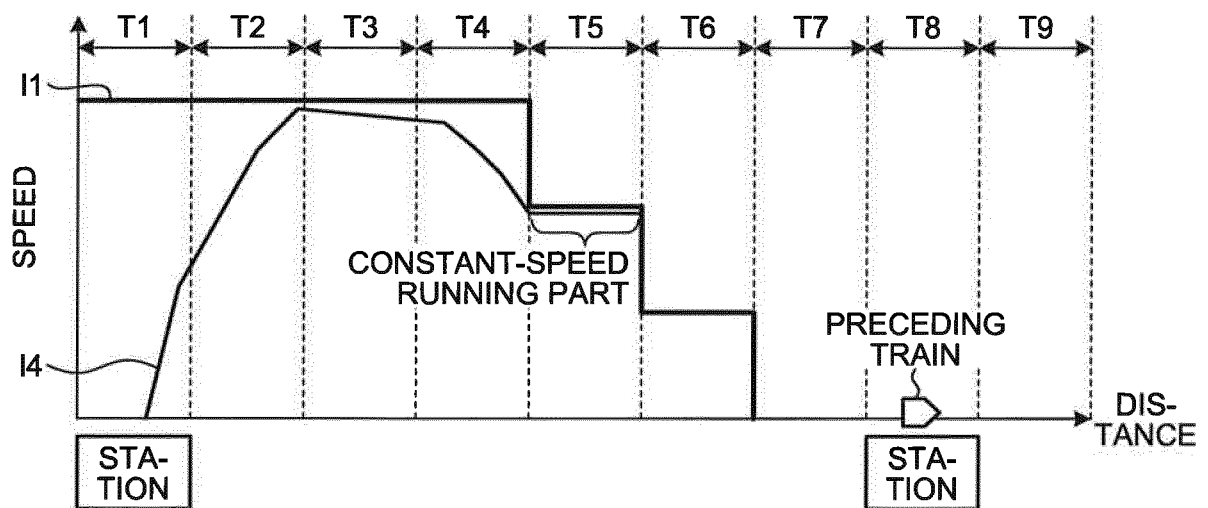 T1 T2 T3 T4 T5 T6 T7 T8 T9
I1
SPEED
CONSTANT-SPEED
RUNNING PART
PRECEDING
TRAIN
I4
DIS-
TANCE
STA-
TION
STA-
TION